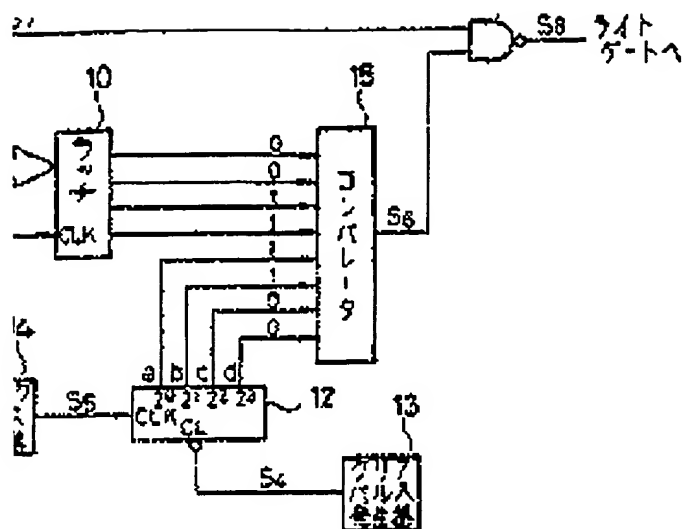 S8 ライト
ゲートへ
10
15
ラッチ
CLK
0
0
1
1
1
1
0
0
コンパレータ
S6
a b c d
CLK
CL
12
S5
13
S4
クリア
パルス
発生器